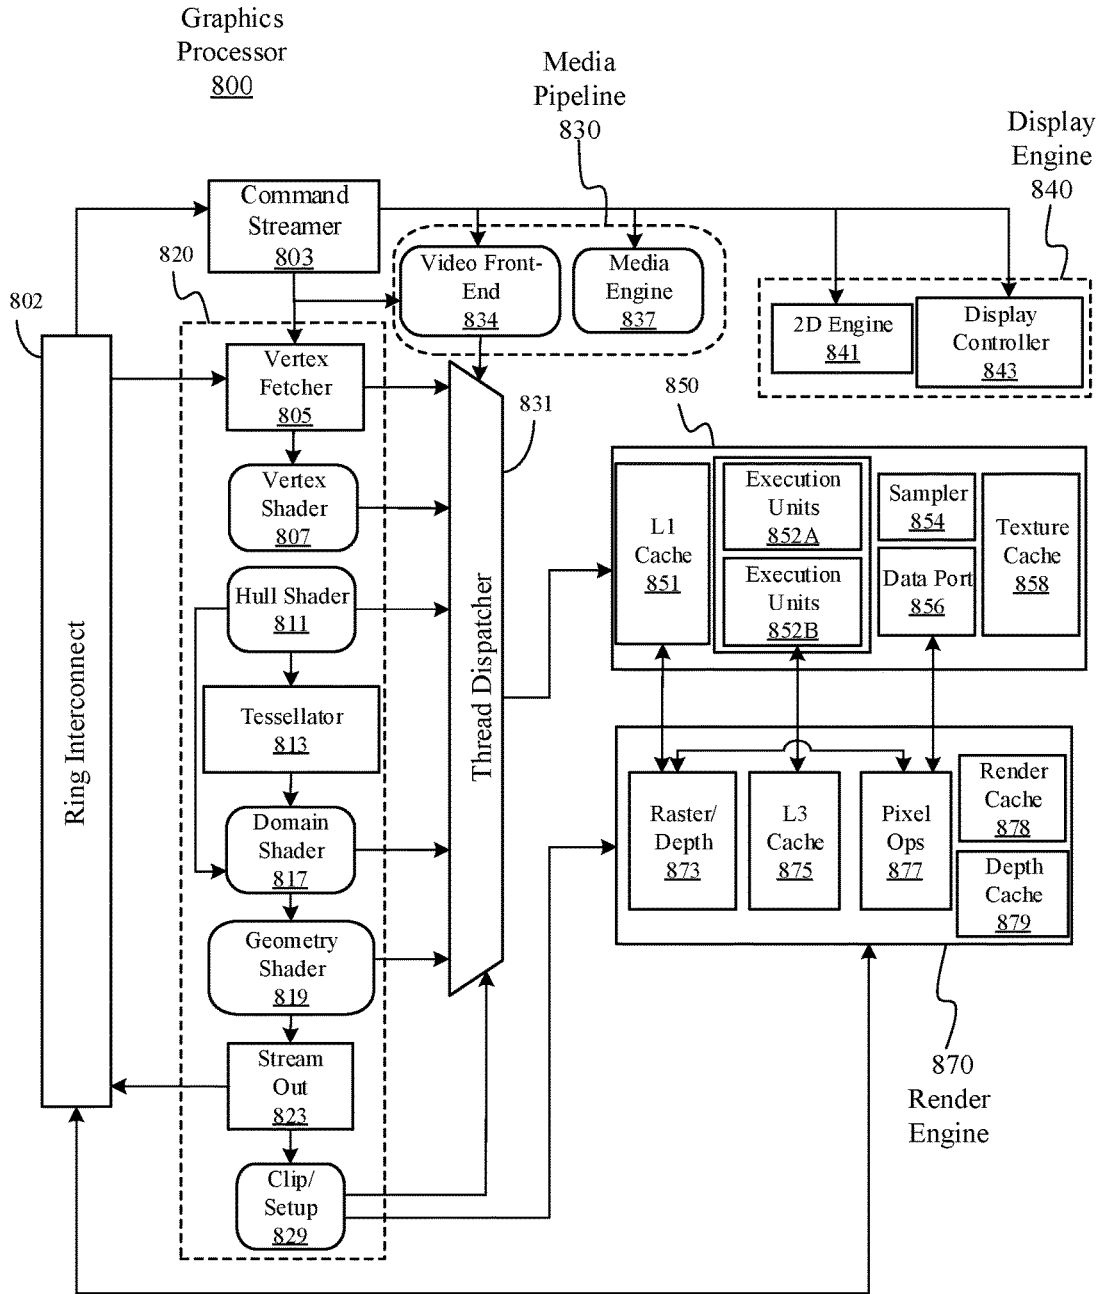 Graphics
Processor
800
Media
Pipeline
830
Display
Engine
840
Command
Streamer
803
820
802
Video Front-
End
834
Media
Engine
837
2D Engine
841
Display
Controller
843
Vertex
Fetcher
805
831
850
Vertex
Shader
807
L1
Cache
851
Execution
Units
852A
Execution
Units
852B
Sampler
854
Data Port
856
Texture
Cache
858
Hull Shader
811
Ring Interconnect
Thread Dispatcher
Tessellator
813
Domain
Shader
817
Raster/
Depth
873
L3
Cache
875
Pixel
Ops
877
Render
Cache
878
Depth
Cache
879
Geometry
Shader
819
Stream
Out
823
870
Render
Engine
Clip/
Setup
829